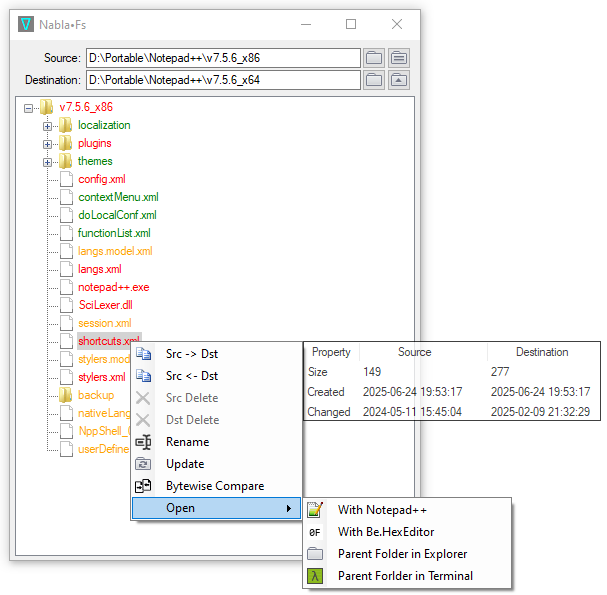 Nabla•Fs
Source: D:\Portable\Notepad++\v7.5.6_x86
Destination: D:\Portable\Notepad++\v7.5.6_x64
v7.5.6_x86
localization
plugins
themes
config.xml
contextMenu.xml
doLocalConf.xml
functionList.xml
langs.model.xml
langs.xml
notepad++.exe
SciLexer.dll
session.xml
shortcuts.xml
stylers.mod
stylers.xml
backup
nativeLang
NppShell_
userDefine
Src -> Dst
Src <- Dst
Src Delete
Dst Delete
Rename
Update
Bytewise Compare
Open
Property Source Destination
Size 149 277
Created 2025-06-24 19:53:17 2025-06-24 19:53:17
Changed 2024-05-11 15:45:04 2025-02-09 21:32:29
With Notepad++
0F With Be.HexEditor
Parent Forlder in Explorer
λ Parent Forlder in Terminal